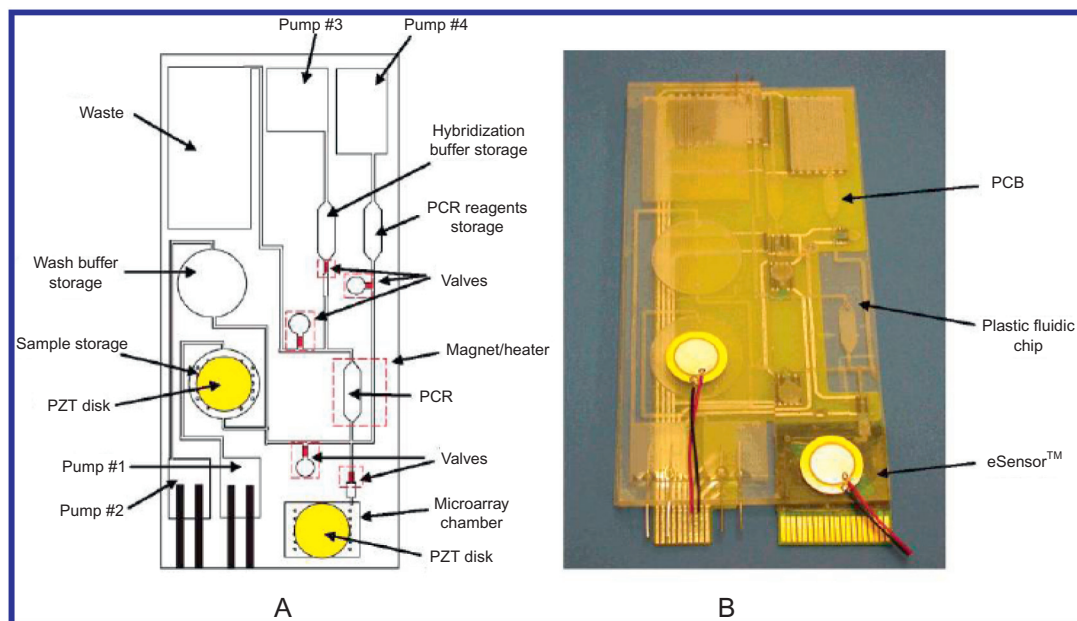 Pump #3
Pump #4
Waste
Hybridization
buffer storage
PCR reagents
storage
Wash buffer
storage
Valves
Sample storage
Magnet/heater
PZT disk
PCR
Pump #1
Valves
Pump #2
Microarray
chamber
PZT disk
A
PCB
Plastic fluidic
chip
eSensor™
B